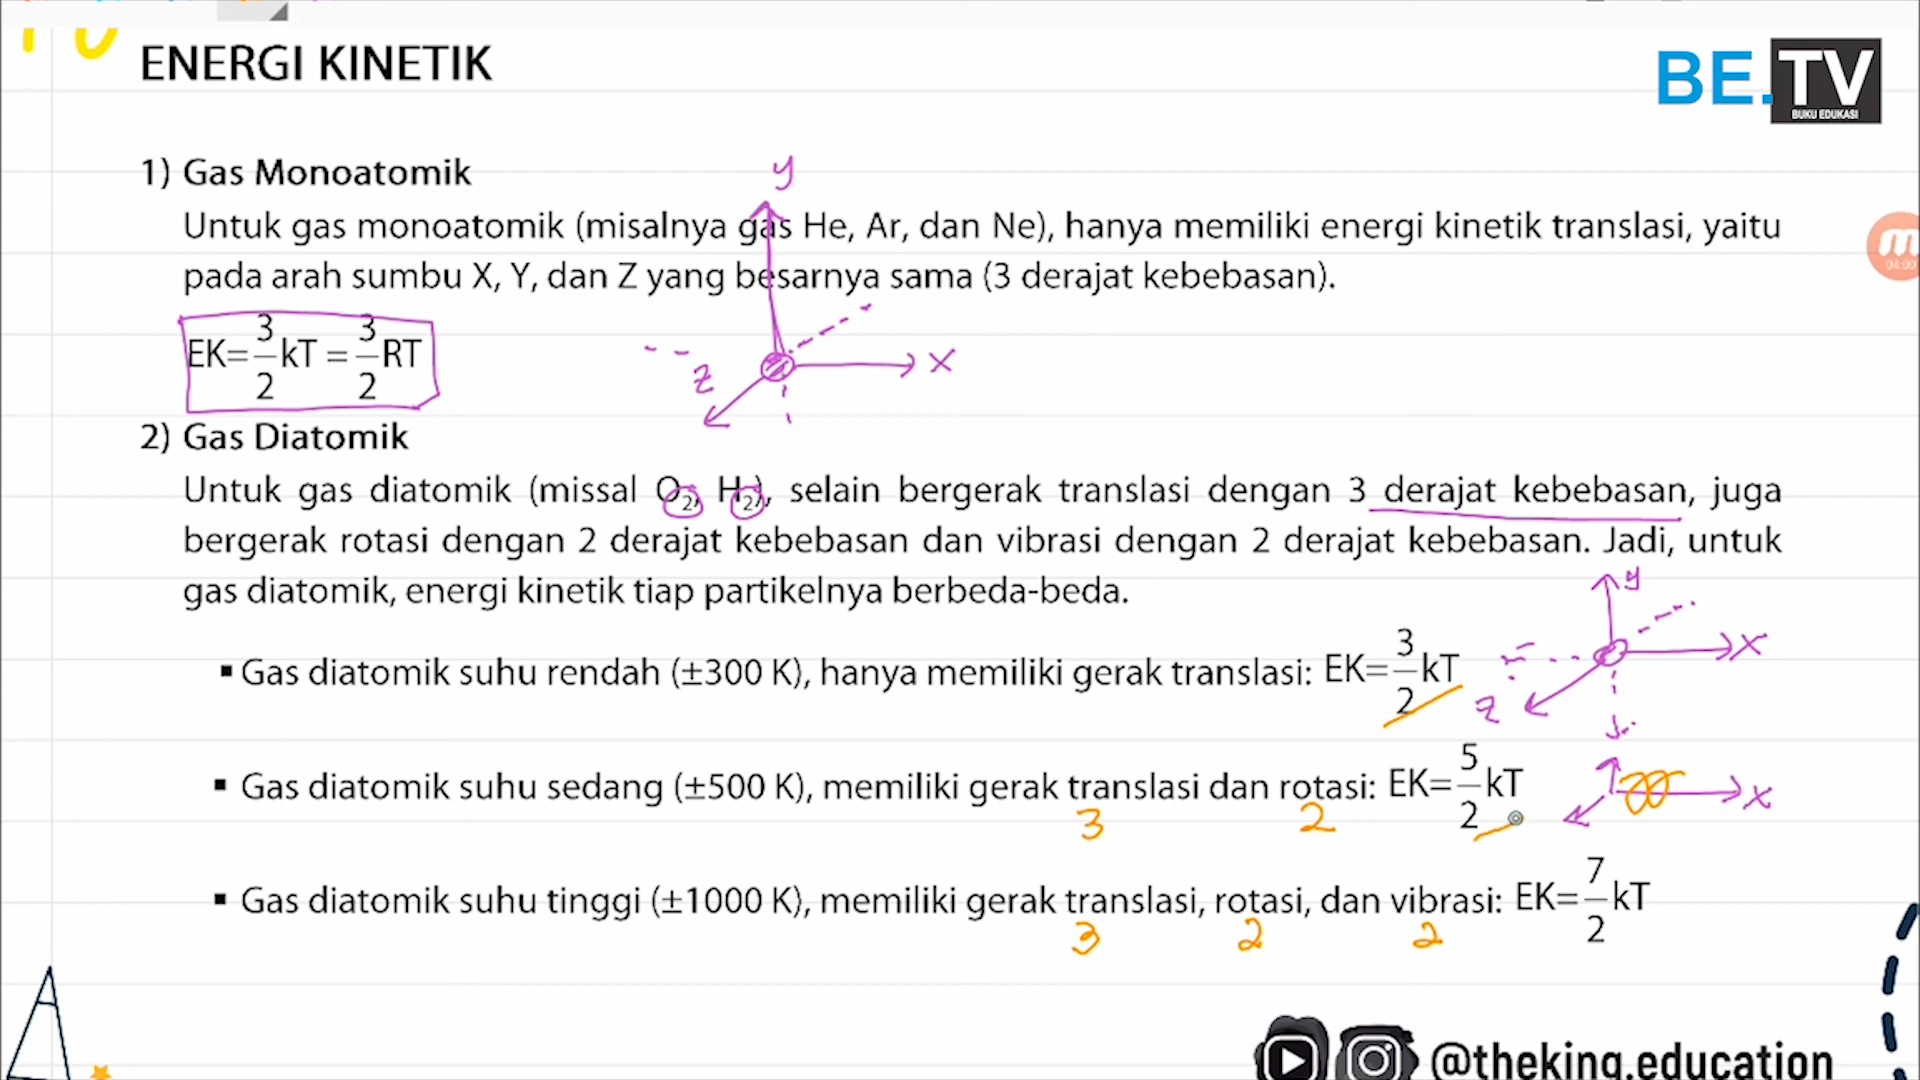 ENERGI KINETIK
BE.TV
BUKU EDUKASI
1) Gas Monoatomik
y
Untuk gas monoatomik (misalnya gas He, Ar, dan Ne), hanya memiliki energi kinetik translasi, yaitu
pada arah sumbu X, Y, dan Z yang besarnya sama (3 derajat kebebasan).
m
04:00
EK=3/2kT = 3/2RT
z
x
2) Gas Diatomik
Untuk gas diatomik (missal O₂, H₂), selain bergerak translasi dengan 3 derajat kebebasan, juga
bergerak rotasi dengan 2 derajat kebebasan dan vibrasi dengan 2 derajat kebebasan. Jadi, untuk
gas diatomik, energi kinetik tiap partikelnya berbeda-beda.
y
▪ Gas diatomik suhu rendah (±300 K), hanya memiliki gerak translasi: EK=3/2kT
x
z
▪ Gas diatomik suhu sedang (±500 K), memiliki gerak translasi dan rotasi: EK=5/2kT
x
3 2
▪ Gas diatomik suhu tinggi (±1000 K), memiliki gerak translasi, rotasi, dan vibrasi: EK=7/2kT
3 2 2
@theking.education